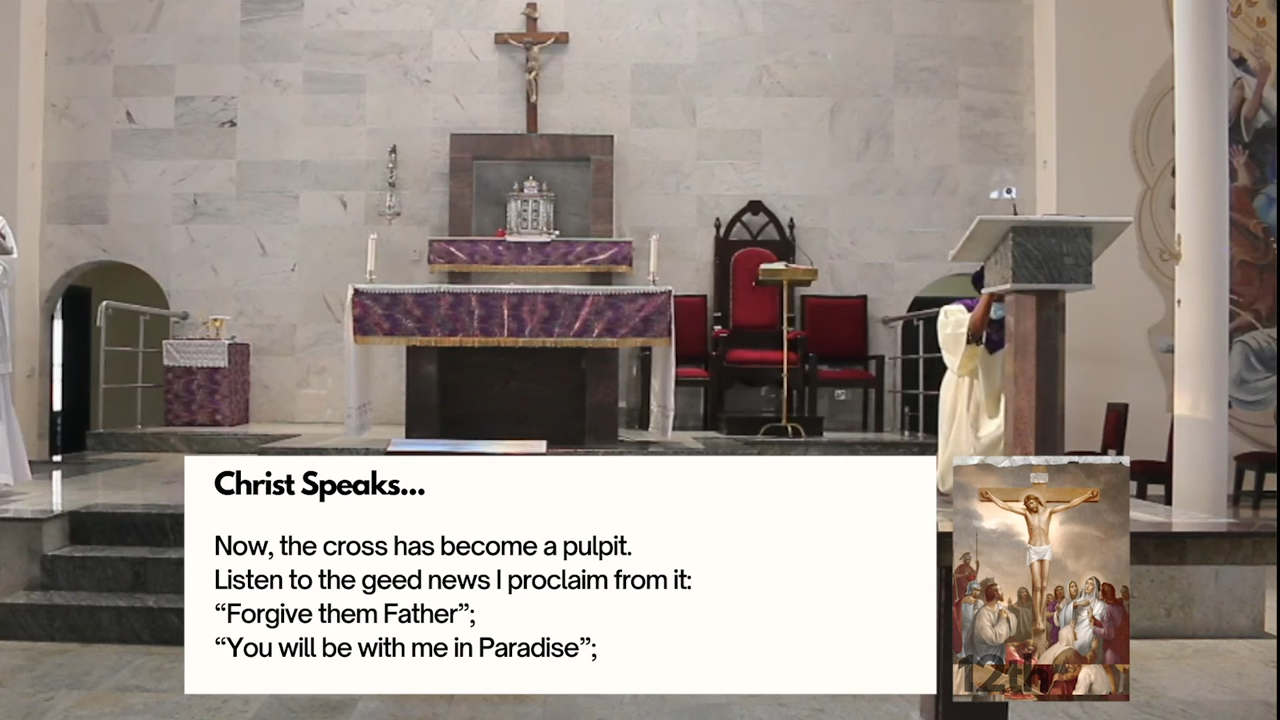 Christ Speaks...
Now, the cross has become a pulpit.
Listen to the geed news I proclaim from it:
“Forgive them Father”;
“You will be with me in Paradise”;
12th